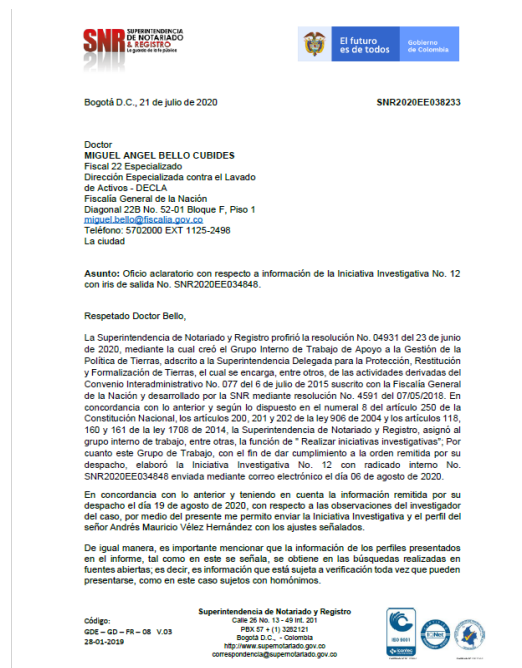 SNR SUPERINTENDENCIA
DE NOTARIADO
& REGISTRO
La guarda de la fe pública
El futuro
es de todos
Gobierno
de Colombia
Bogotá D.C., 21 de julio de 2020 SNR2020EE038233
Doctor
MIGUEL ANGEL BELLO CUBIDES
Fiscal 22 Especializado
Dirección Especializada contra el Lavado
de Activos - DECLA
Fiscalía General de la Nación
Diagonal 22B No. 52-01 Bloque F, Piso 1
miguel.bello@fiscalia.gov.co
Teléfono: 5702000 EXT 1125-2498
La ciudad
Asunto: Oficio aclaratorio con respecto a información de la Iniciativa Investigativa No. 12
con iris de salida No. SNR2020EE034848.
Respetado Doctor Bello,
La Superintendencia de Notariado y Registro profirió la resolución No. 04931 del 23 de junio
de 2020, mediante la cual creó el Grupo Interno de Trabajo de Apoyo a la Gestión de la
Política de Tierras, adscrito a la Superintendencia Delegada para la Protección, Restitución
y Formalización de Tierras, el cual se encarga, entre otros, de las actividades derivadas del
Convenio Interadministrativo No. 077 del 6 de julio de 2015 suscrito con la Fiscalía General
de la Nación y desarrollado por la SNR mediante resolución No. 4591 del 07/05/2018. En
concordancia con lo anterior y según lo dispuesto en el numeral 8 del artículo 250 de la
Constitución Nacional, los artículos 200, 201 y 202 de la ley 906 de 2004 y los artículos 118,
160 y 161 de la ley 1708 de 2014, la Superintendencia de Notariado y Registro, asignó al
grupo interno de trabajo, entre otras, la función de " Realizar iniciativas investigativas"; Por
cuanto este Grupo de Trabajo, con el fin de dar cumplimiento a la orden remitida por su
despacho, elaboró la Iniciativa Investigativa No. 12 con radicado interno No.
SNR2020EE034848 enviada mediante correo electrónico el día 06 de agosto de 2020.
En concordancia con lo anterior y teniendo en cuenta la información remitida por su
despacho el día 19 de agosto de 2020, con respecto a las observaciones del investigador
del caso, por medio del presente me permito enviar la Iniciativa Investigativa y el perfil del
señor Andrés Mauricio Vélez Hernández con los ajustes señalados.
De igual manera, es importante mencionar que la información de los perfiles presentados
en el informe, tal como en este se señala, se obtiene en las búsquedas realizadas en
fuentes abiertas; es decir, es información que está sujeta a verificación toda vez que pueden
presentarse, como en este caso sujetos con homónimos.
Código:
GDE – GD – FR – 08 V.03
28-01-2019
Superintendencia de Notariado y Registro
Calle 26 No. 13 - 49 Int. 201
PBX 57 + (1) 3282121
Bogotá D.C., - Colombia
http://www.supernotariado.gov.co
correspondencia@supernotariado.gov.co
ISO 9001
icontec
IQNet